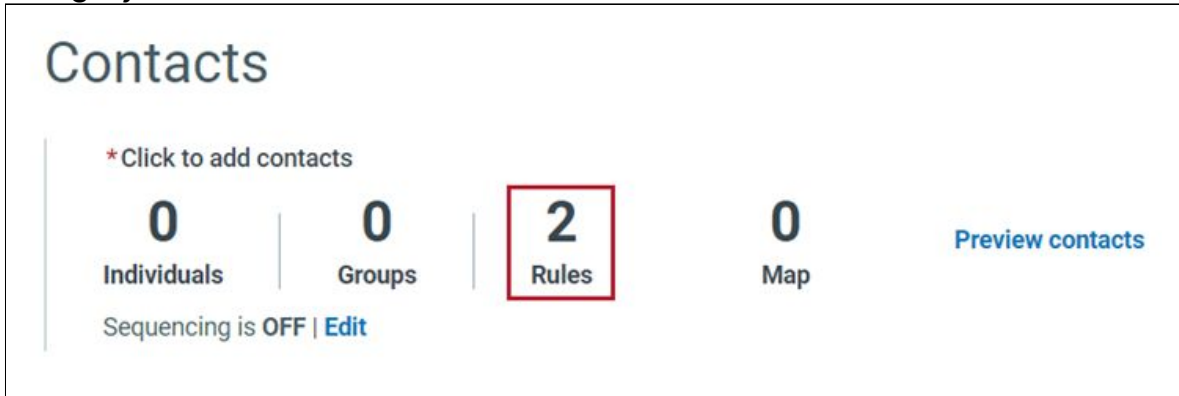 Contacts
*Click to add contacts
0 0 2 0
Individuals Groups Rules Map
Preview contacts
Sequencing is OFF | Edit